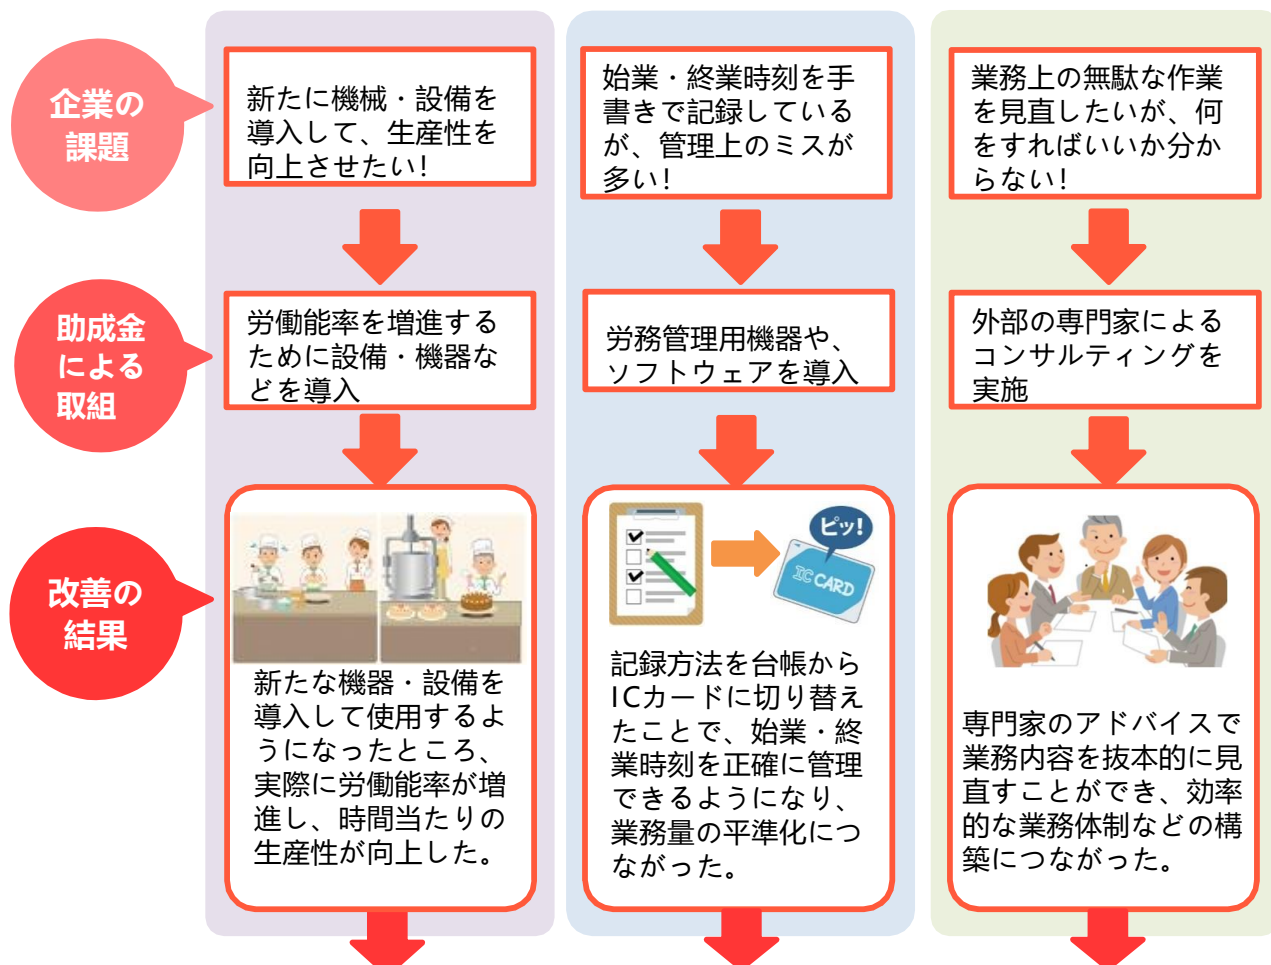 企業の
課題
新たに機械・設備を
導入して、生産性を
向上させたい！
始業・終業時刻を手
書きで記録している
が、管理上のミスが
多い！
業務上の無駄な作業
を見直したいが、何
をすればいいか分か
らない！
助成金
による
取組
労働能率を増進する
ために設備・機器な
どを導入
労務管理用機器や、
ソフトウェアを導入
外部の専門家による
コンサルティングを
実施
改善の
結果
新たな機器・設備を
導入して使用するよ
うになったところ、
実際に労働能率が増
進し、時間当たりの
生産性が向上した。
ピッ!
IC CARD
記録方法を台帳から
ICカードに切り替え
たことで、始業・終
業時刻を正確に管理
できるようになり、
業務量の平準化につ
ながった。
専門家のアドバイスで
業務内容を抜本的に見
直すことができ、効率
的な業務体制などの構
築につながった。